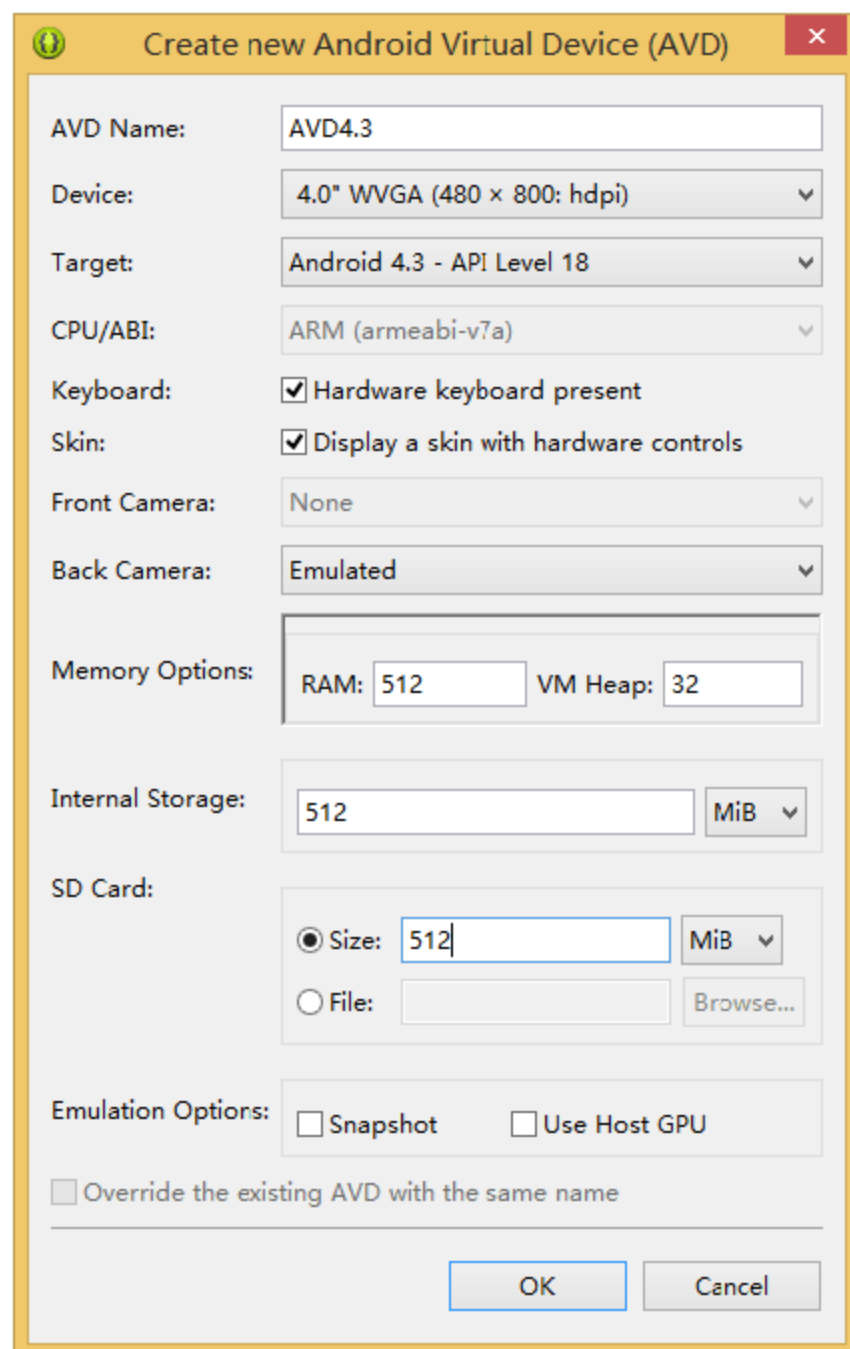 Create new Android Virtual Device (AVD)
AVD Name: AVD4.3
Device: 4.0" WVGA (480 × 800: hdpi)
Target: Android 4.3 - API Level 18
CPU/ABI: ARM (armeabi-v7a)
Keyboard: Hardware keyboard present
Skin: Display a skin with hardware controls
Front Camera: None
Back Camera: Emulated
Memory Options: RAM: 512 VM Heap: 32
Internal Storage: 512 MiB
SD Card:
Size: 512 MiB
File: Browse...
Emulation Options: Snapshot Use Host GPU
Override the existing AVD with the same name
OK Cancel